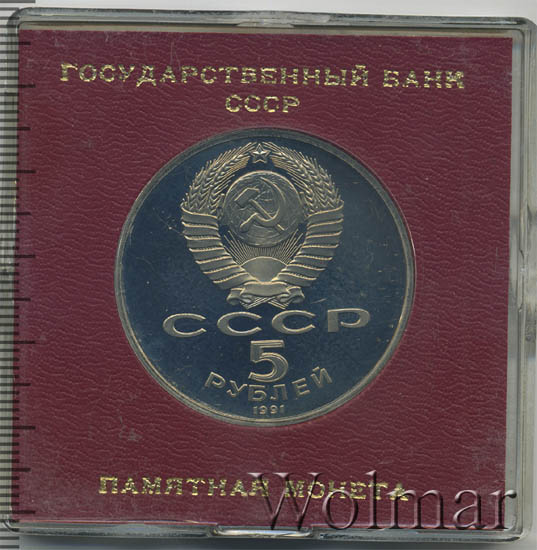 ГОСУДАРСТВЕННЫЙ БАНК
СССР
СССР
5
РУБЛЕЙ
1991
ПАМЯТНАЯ МОНЕТА
Wolmar